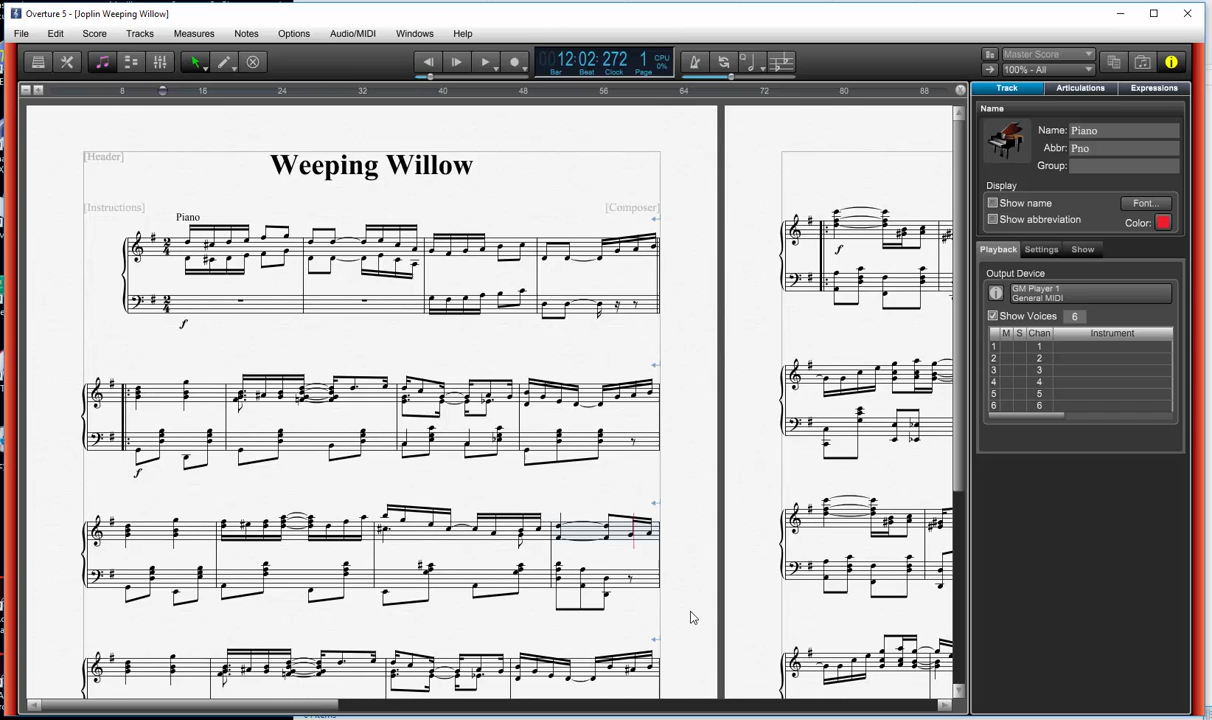 Overture 5 - [Joplin Weeping Willow]
File Edit Score Tracks Measures Notes Options Audio/MIDI Windows Help
12:02:272 1 CPU 0%
Bar Beat Clock Page
Master Score
100% - All
8 16 24 32 40 48 56 64 72 80 88
Track Articulations Expressions
Name
Name: Piano
Abbr: Pno
Group:
Display
Show name Font...
Show abbreviation Color:
Playback Settings Show
Output Device
GM Player 1
General MIDI
Show Voices 6
M S Chan Instrument
1 1
2 2
3 3
4 4
5 5
6 6
[Header]
Weeping Willow
[Instructions] [Composer]
Piano
f
f
f